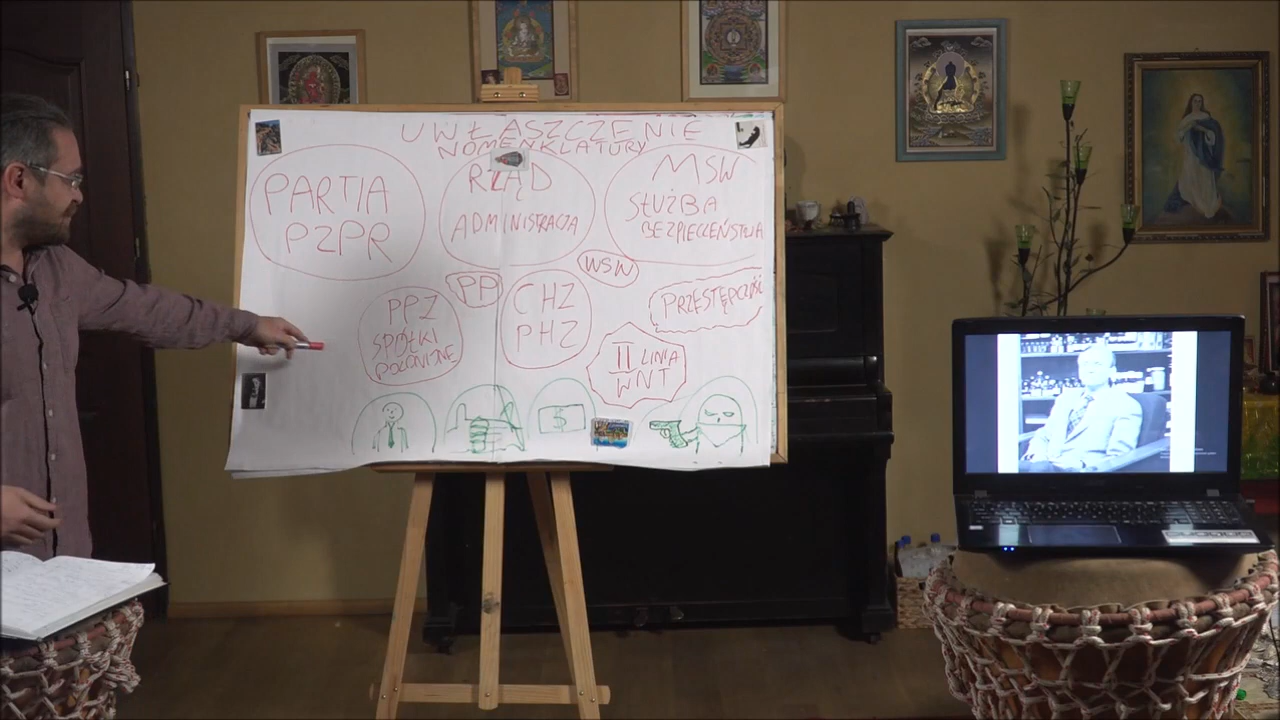 UWŁASZCZENIE
NOMENKLATURY
PARTIA
PZPR
RZĄD
ADMINISTRACJA
MSW
SŁUŻBA
BEZPIECZEŃSTWA
WSW
PP
PPZ
SPÓŁKI
POLONIJNE
CHZ
PHZ
PRZESTĘPCZOŚĆ
II LINIA
WNT
$